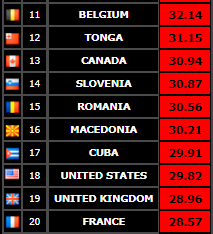 11 BELGIUM 32.14
12 TONGA 31.15
13 CANADA 30.94
14 SLOVENIA 30.87
15 ROMANIA 30.56
16 MACEDONIA 30.21
17 CUBA 29.91
18 UNITED STATES 29.82
19 UNITED KINGDOM 28.96
20 FRANCE 28.57